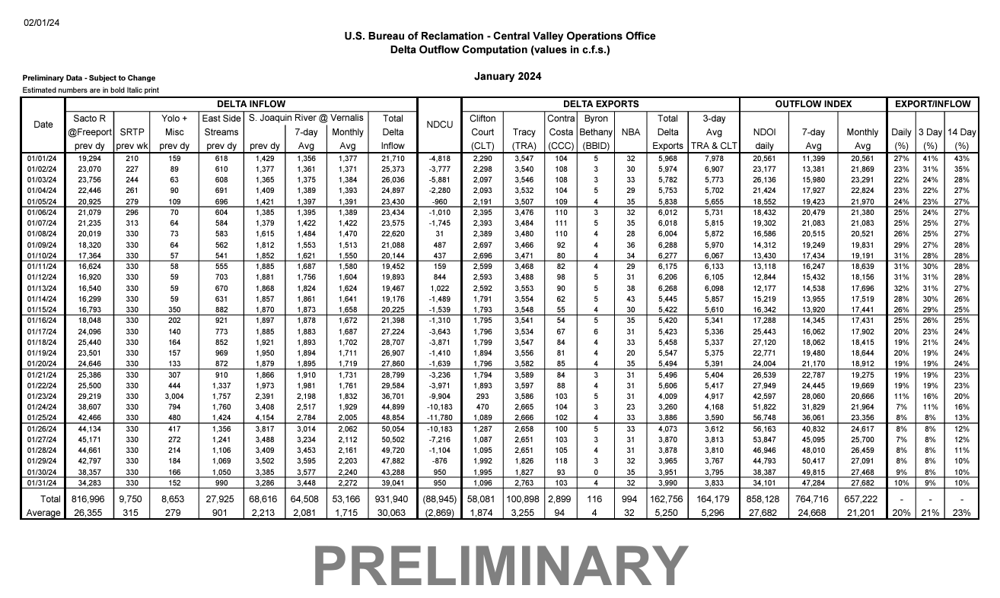 02/01/24
U.S. Bureau of Reclamation - Central Valley Operations Office
Delta Outflow Computation (values in c.f.s.)
Preliminary Data - Subject to Change
January 2024
Estimated numbers are in bold Italic print
DELTA INFLOW DELTA EXPORTS OUTFLOW INDEX EXPORT/INFLOW
Sacto R Yolo + East Side S. Joaquin River @ Vernalis Total Clifton Contra Byron Total 3-day
Date @Freeport SRTP Misc Streams 7-day Monthly Delta NDCU Court Tracy Costa Bethany NBA Delta Avg NDOI 7-day Monthly Daily 3 Day 14 Day
prev dy prev wk prev dy prev dy prev dy Avg Avg Inflow (CLT) (TRA) (CCC) (BBID) Exports TRA & CLT daily Avg Avg (%) (%) (%)
01/01/24 19,294 210 159 618 1,429 1,356 1,377 21,710 -4,818 2,290 3,547 104 5 32 5,968 7,978 20,561 11,399 20,561 27% 41% 43%
01/02/24 23,070 227 89 610 1,377 1,361 1,371 25,373 -3,777 2,298 3,540 108 3 30 5,974 6,907 23,177 13,381 21,869 23% 31% 35%
01/03/24 23,756 244 63 608 1,365 1,375 1,384 26,036 -5,881 2,097 3,546 108 3 33 5,782 5,773 26,136 15,980 23,291 22% 24% 28%
01/04/24 22,446 261 90 691 1,409 1,389 1,393 24,897 -2,280 2,093 3,532 104 5 29 5,753 5,702 21,424 17,927 22,824 23% 22% 27%
01/05/24 20,925 279 109 696 1,421 1,397 1,391 23,430 -960 2,191 3,507 109 4 35 5,838 5,655 18,552 19,423 21,970 24% 23% 27%
01/06/24 21,079 296 70 604 1,385 1,395 1,389 23,434 -1,010 2,395 3,476 110 3 32 6,012 5,731 18,432 20,479 21,380 25% 24% 27%
01/07/24 21,235 313 64 584 1,379 1,422 1,422 23,575 -1,745 2,393 3,484 111 5 35 6,018 5,815 19,302 21,083 21,083 25% 25% 27%
01/08/24 20,019 330 73 583 1,615 1,484 1,470 22,620 31 2,389 3,480 110 4 28 6,004 5,872 16,586 20,515 20,521 26% 25% 27%
01/09/24 18,320 330 64 562 1,812 1,553 1,513 21,088 487 2,697 3,466 92 4 36 6,288 5,970 14,312 19,249 19,831 29% 27% 28%
01/10/24 17,364 330 57 541 1,852 1,621 1,550 20,144 437 2,696 3,471 80 4 34 6,277 6,067 13,430 17,434 19,191 31% 28% 28%
01/11/24 16,624 330 58 555 1,885 1,687 1,580 19,452 159 2,599 3,468 82 4 29 6,175 6,133 13,118 16,247 18,639 31% 30% 28%
01/12/24 16,920 330 59 703 1,881 1,756 1,604 19,893 844 2,593 3,488 98 5 31 6,206 6,105 12,844 15,432 18,156 31% 31% 28%
01/13/24 16,540 330 59 670 1,868 1,824 1,624 19,467 1,022 2,592 3,553 90 5 38 6,268 6,098 12,177 14,538 17,696 32% 31% 27%
01/14/24 16,299 330 59 631 1,857 1,861 1,641 19,176 -1,489 1,791 3,554 62 5 43 5,445 5,857 15,219 13,955 17,519 28% 30% 26%
01/15/24 16,793 330 350 882 1,870 1,873 1,658 20,225 -1,539 1,793 3,548 55 4 30 5,422 5,610 16,342 13,920 17,441 26% 29% 25%
01/16/24 18,048 330 202 921 1,897 1,878 1,672 21,398 -1,310 1,795 3,541 54 5 35 5,420 5,341 17,288 14,345 17,431 25% 26% 25%
01/17/24 24,096 330 140 773 1,885 1,883 1,687 27,224 -3,643 1,796 3,534 67 6 31 5,423 5,336 25,443 16,062 17,902 20% 23% 24%
01/18/24 25,440 330 164 852 1,921 1,893 1,702 28,707 -3,871 1,799 3,547 84 4 33 5,458 5,337 27,120 18,062 18,415 19% 21% 24%
01/19/24 23,501 330 157 969 1,950 1,894 1,711 26,907 -1,410 1,894 3,556 81 4 20 5,547 5,375 22,771 19,480 18,644 20% 19% 24%
01/20/24 24,646 330 133 872 1,879 1,895 1,719 27,860 -1,639 1,796 3,582 85 4 35 5,494 5,391 24,004 21,170 18,912 19% 19% 24%
01/21/24 25,386 330 307 910 1,866 1,910 1,731 28,799 -3,236 1,794 3,589 84 3 31 5,496 5,404 26,539 22,787 19,275 19% 19% 23%
01/22/24 25,500 330 444 1,337 1,973 1,981 1,761 29,584 -3,971 1,893 3,597 88 4 31 5,606 5,417 27,949 24,445 19,669 19% 19% 23%
01/23/24 29,219 330 3,004 1,757 2,391 2,198 1,832 36,701 -9,904 293 3,586 103 5 31 4,009 4,917 42,597 28,060 20,666 11% 16% 20%
01/24/24 38,607 330 794 1,760 3,408 2,517 1,929 44,899 -10,183 470 2,665 104 3 23 3,260 4,168 51,822 31,829 21,964 7% 11% 16%
01/25/24 42,466 330 480 1,424 4,154 2,784 2,005 48,854 -11,780 1,089 2,666 102 4 33 3,886 3,590 56,748 36,061 23,356 8% 8% 13%
01/26/24 44,134 330 417 1,356 3,817 3,014 2,062 50,054 -10,183 1,287 2,658 100 5 33 4,073 3,612 56,163 40,832 24,617 8% 8% 12%
01/27/24 45,171 330 272 1,241 3,488 3,234 2,112 50,502 -7,216 1,087 2,651 103 3 31 3,870 3,813 53,847 45,095 25,700 7% 8% 12%
01/28/24 44,661 330 214 1,106 3,409 3,453 2,161 49,720 -1,104 1,095 2,651 105 4 31 3,878 3,810 46,946 48,010 26,459 8% 8% 11%
01/29/24 42,797 330 184 1,069 3,502 3,595 2,203 47,882 -876 1,992 1,826 118 3 32 3,965 3,767 44,793 50,417 27,091 8% 8% 10%
01/30/24 38,357 330 166 1,050 3,385 3,577 2,240 43,288 950 1,995 1,827 93 0 35 3,951 3,795 38,387 49,815 27,468 9% 8% 10%
01/31/24 34,283 330 152 990 3,286 3,448 2,272 39,041 950 1,096 2,763 103 4 32 3,990 3,833 34,101 47,284 27,682 10% 9% 10%
Total 816,996 9,750 8,653 27,925 68,616 64,508 53,166 931,940 (88,945) 58,081 100,898 2,899 116 994 162,756 164,179 858,128 764,716 657,222 - - -
Average 26,355 315 279 901 2,213 2,081 1,715 30,063 (2,869) 1,874 3,255 94 4 32 5,250 5,296 27,682 24,668 21,201 20% 21% 23%
PRELIMINARY